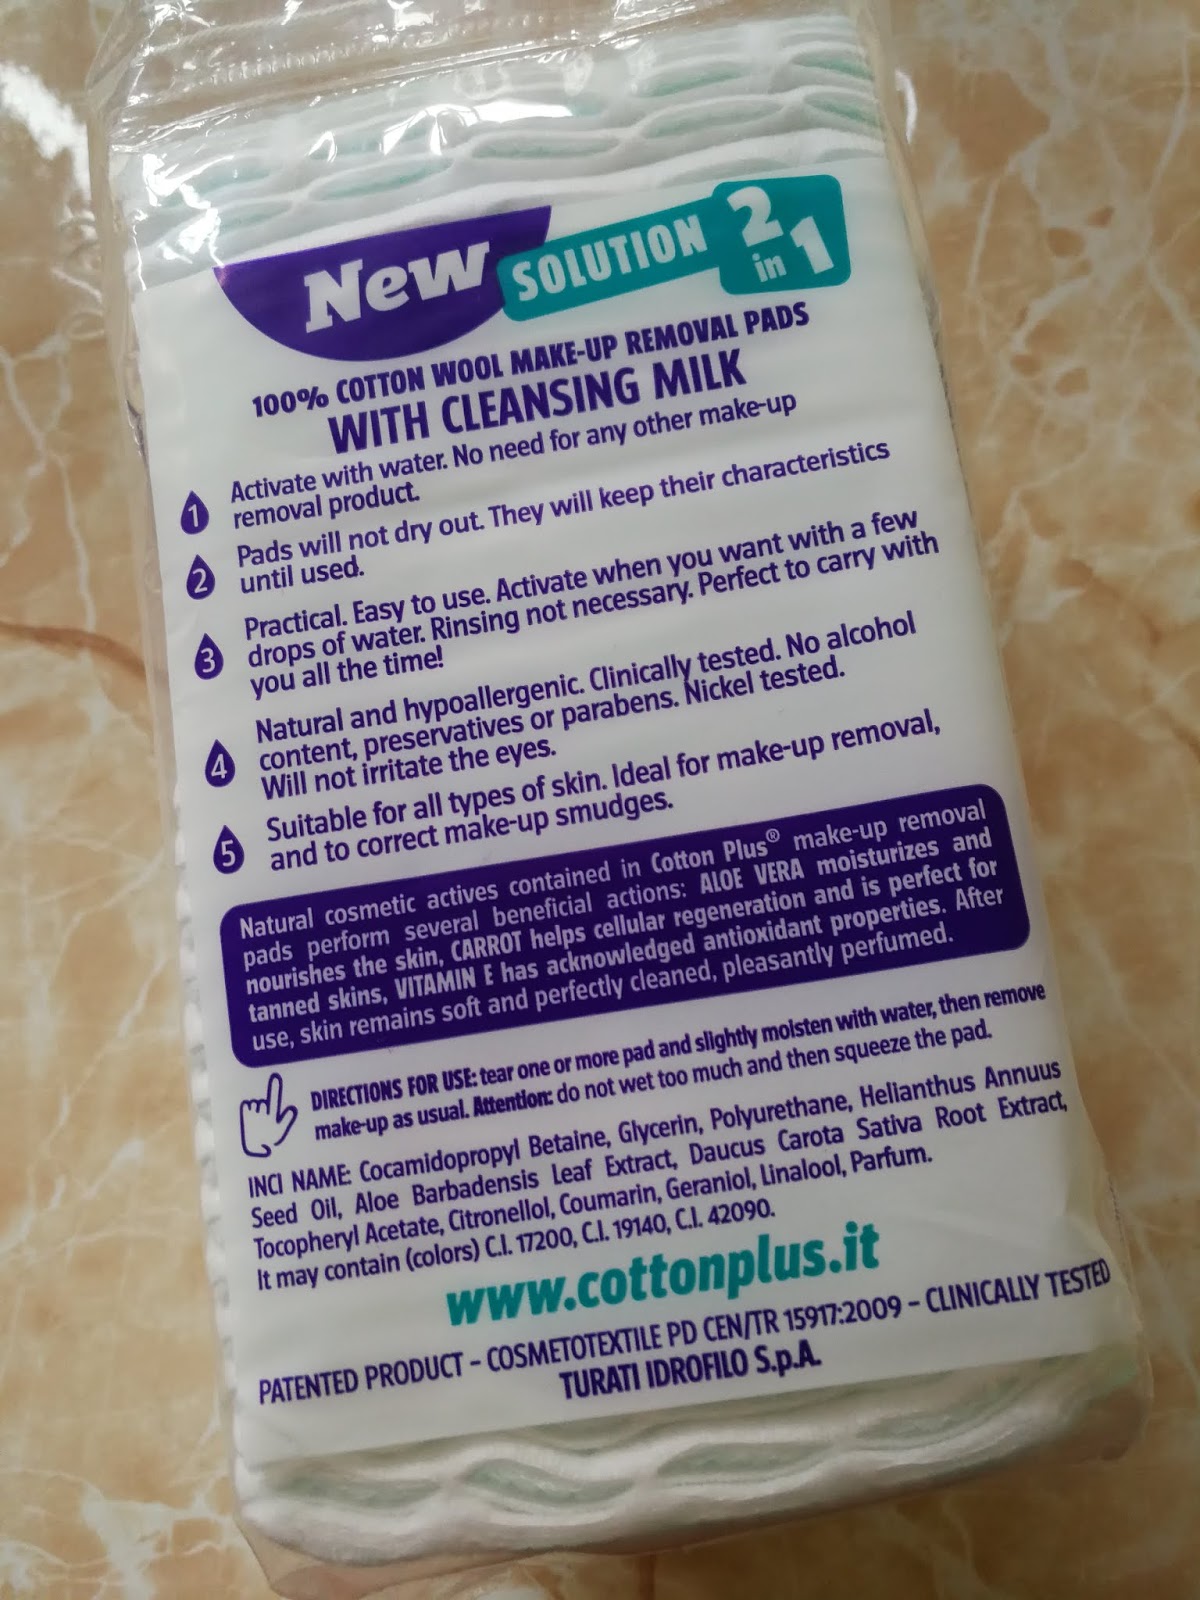 New SOLUTION 2 in 1
100% COTTON WOOL MAKE-UP REMOVAL PADS
WITH CLEANSING MILK
1 Activate with water. No need for any other make-up
removal product.
2 Pads will not dry out. They will keep their characteristics
until used.
3 Practical. Easy to use. Activate when you want with a few
drops of water. Rinsing not necessary. Perfect to carry with
you all the time!
4 Natural and hypoallergenic. Clinically tested. No alcohol
content, preservatives or parabens. Nickel tested.
Will not irritate the eyes.
5 Suitable for all types of skin. Ideal for make-up removal,
and to correct make-up smudges.
Natural cosmetic actives contained in Cotton Plus® make-up removal
pads perform several beneficial actions: ALOE VERA moisturizes and
nourishes the skin, CARROT helps cellular regeneration and is perfect for
tanned skins, VITAMIN E has acknowledged antioxidant properties. After
use, skin remains soft and perfectly cleaned, pleasantly perfumed.
DIRECTIONS FOR USE: tear one or more pad and slightly moisten with water, then remove
make-up as usual. Attention: do not wet too much and then squeeze the pad.
INCI NAME: Cocamidopropyl Betaine, Glycerin, Polyurethane, Helianthus Annuus
Seed Oil, Aloe Barbadensis Leaf Extract, Daucus Carota Sativa Root Extract,
Tocopheryl Acetate, Citronellol, Coumarin, Geraniol, Linalool, Parfum.
It may contain (colors) C.I. 17200, C.I. 19140, C.I. 42090.
www.cottonplus.it
PATENTED PRODUCT - COSMETOTEXTILE PD CEN/TR 15917:2009 - CLINICALLY TESTED
TURATI IDROFILO S.p.A.